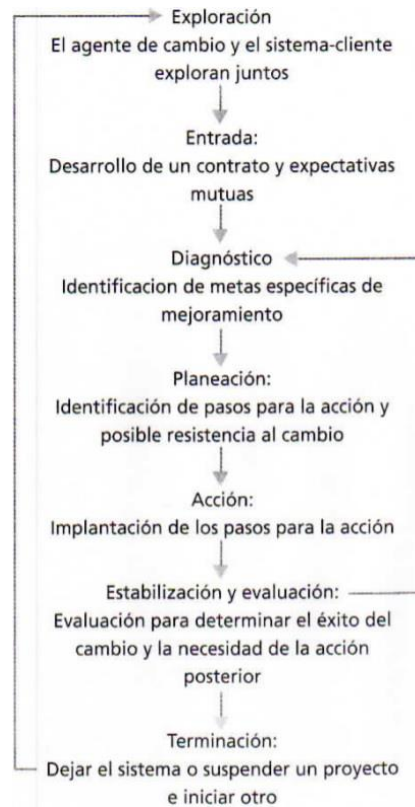 Exploración
El agente de cambio y el sistema-cliente
exploran juntos
Entrada:
Desarrollo de un contrato y expectativas
mutuas
Diagnóstico
Identificacion de metas específicas de
mejoramiento
Planeación:
Identificación de pasos para la acción y
posible resistencia al cambio
Acción:
Implantación de los pasos para la acción
Estabilización y evaluación:
Evaluación para determinar el éxito del
cambio y la necesidad de la acción
posterior
Terminación:
Dejar el sistema o suspender un proyecto
e iniciar otro